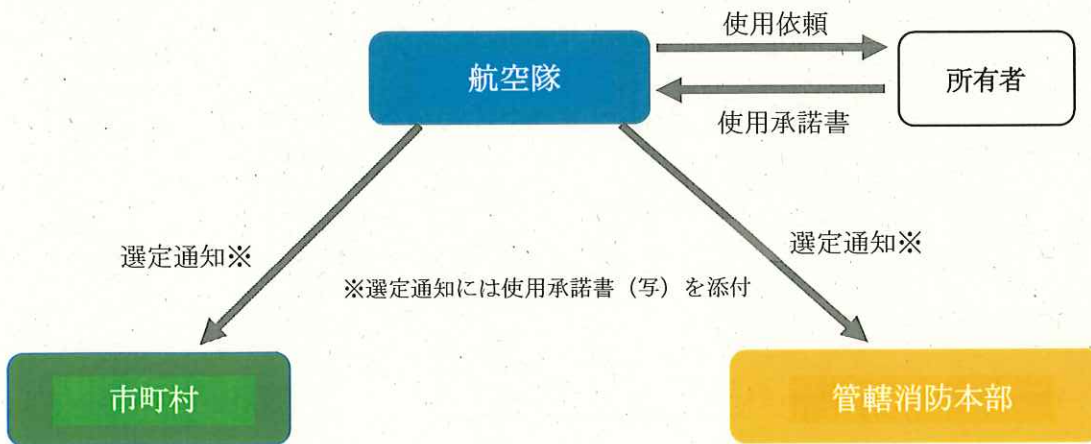 使用依頼
航空隊
所有者
使用承諾書
選定通知※
選定通知※
※選定通知には使用承諾書（写）を添付
市町村
管轄消防本部